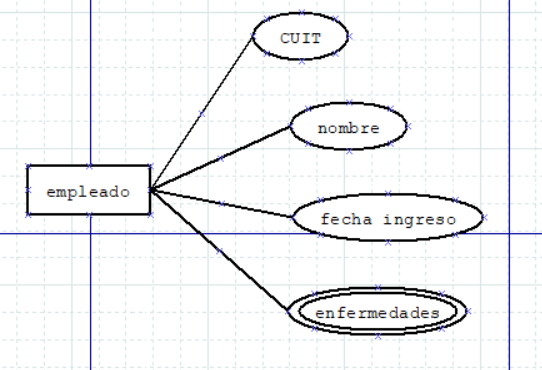 CUIT
nombre
empleado
fecha ingreso
enfermedades